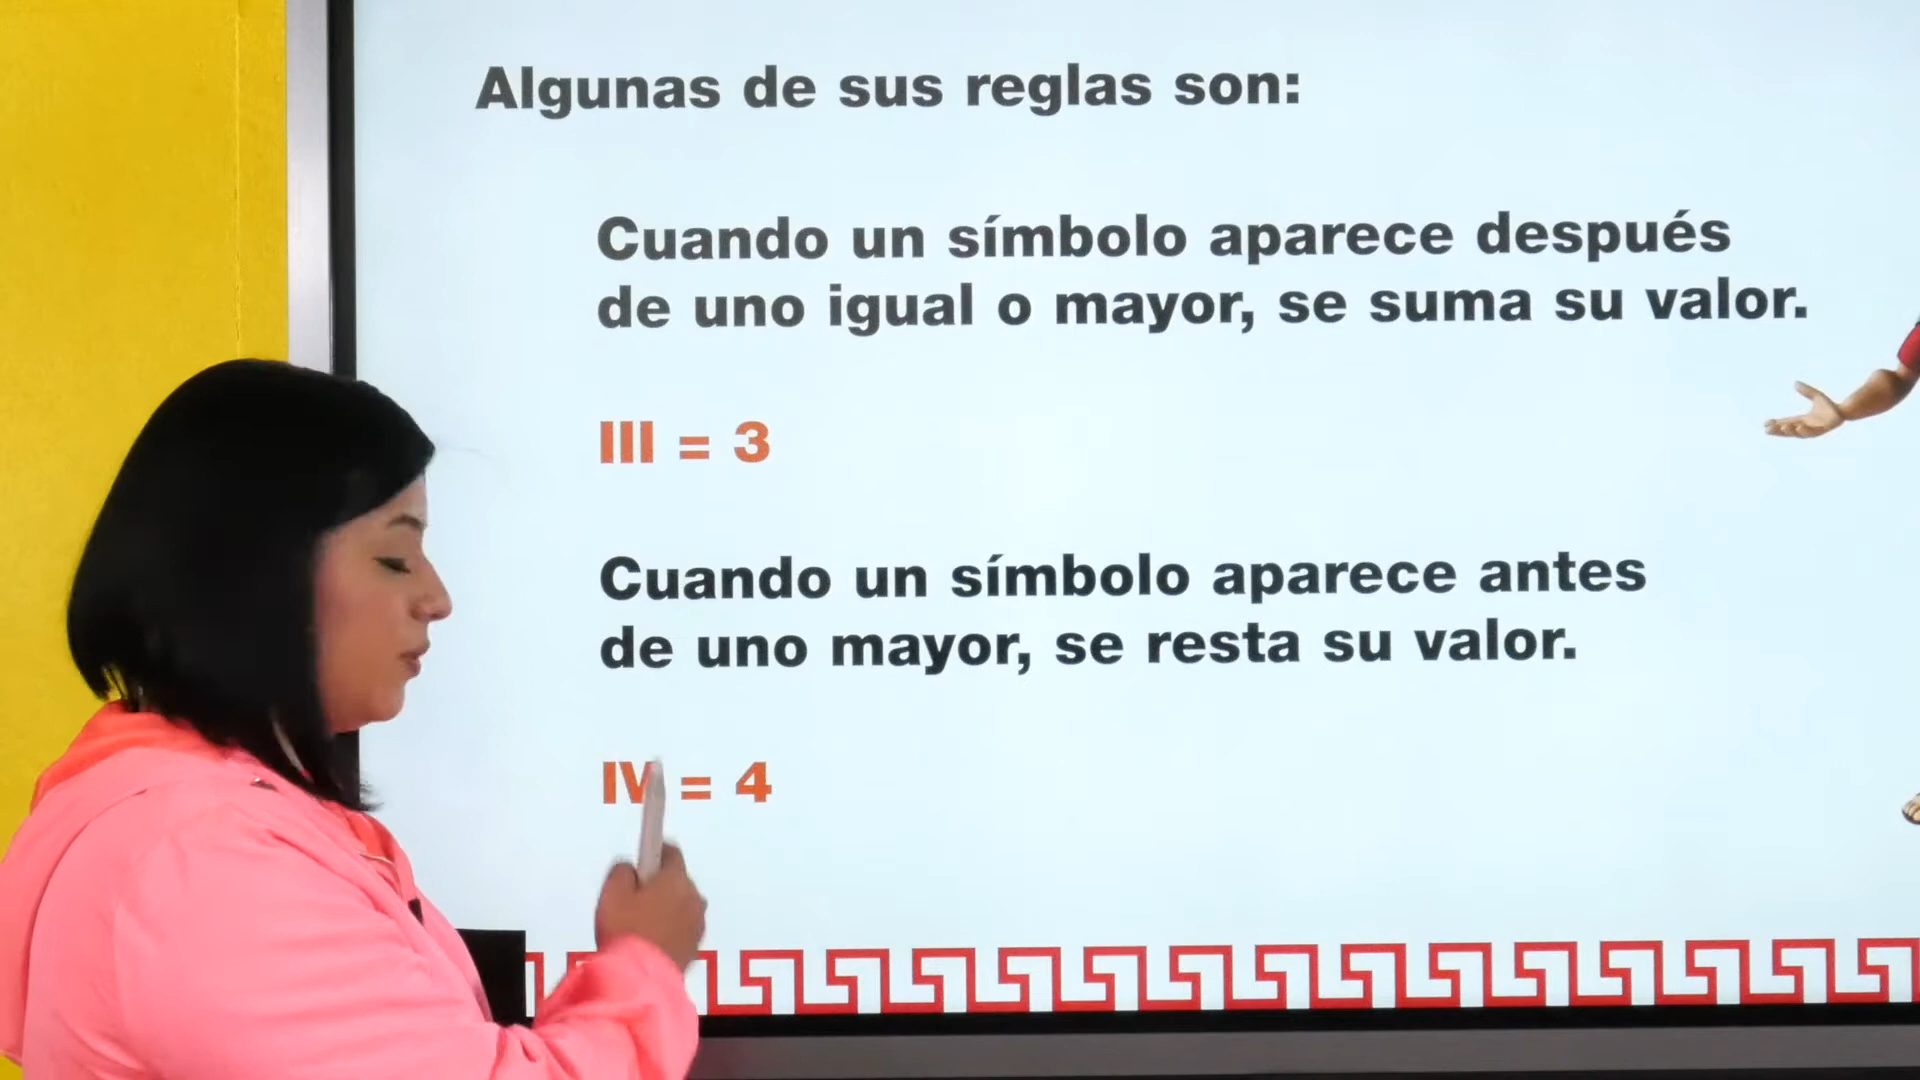 Algunas de sus reglas son:
Cuando un símbolo aparece después
de uno igual o mayor, se suma su valor.
III = 3
Cuando un símbolo aparece antes
de uno mayor, se resta su valor.
IV = 4